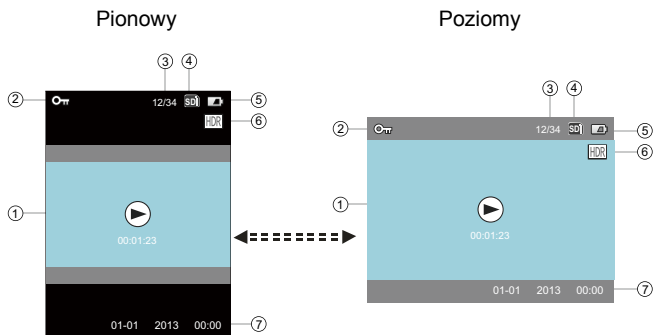 Pionowy
Poziomy
③ ④
② 12/34 SD ⑤
HDR ⑥
①
00:01:23
01-01 2013 00:00 ⑦
③ ④
② 12/34 SD ⑤
HDR ⑥
①
00:01:23
01-01 2013 00:00 ⑦